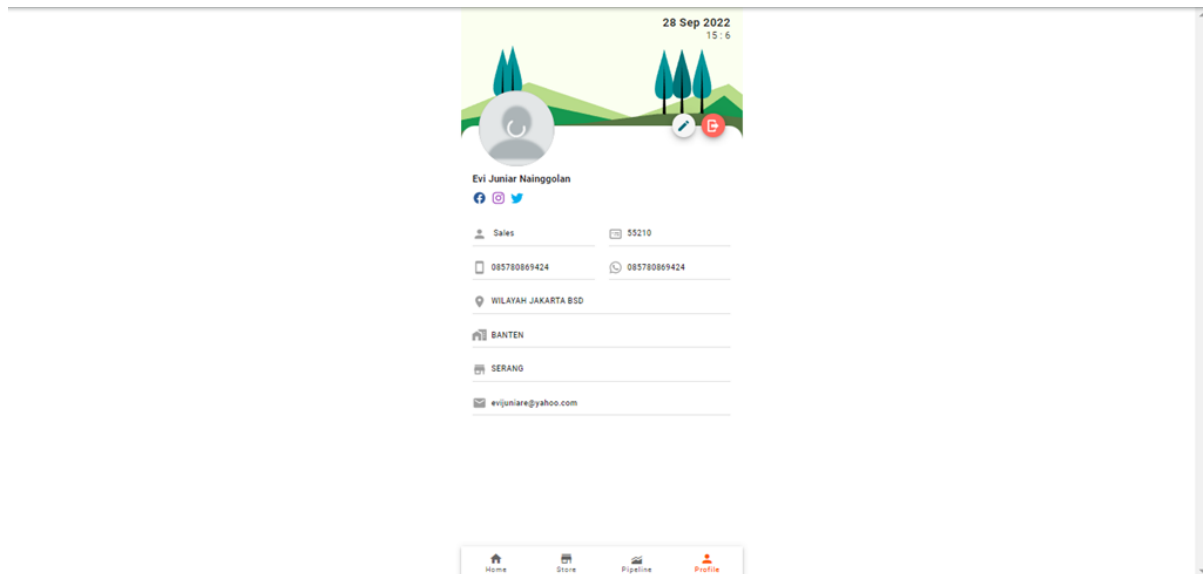 28 Sep 2022
15 : 6
Evi Juniar Nainggolan
Sales 55210
085780869424 085780869424
WILAYAH JAKARTA BSD
BANTEN
SERANG
evijuniare@yahoo.com
Home Store Pipeline Profile